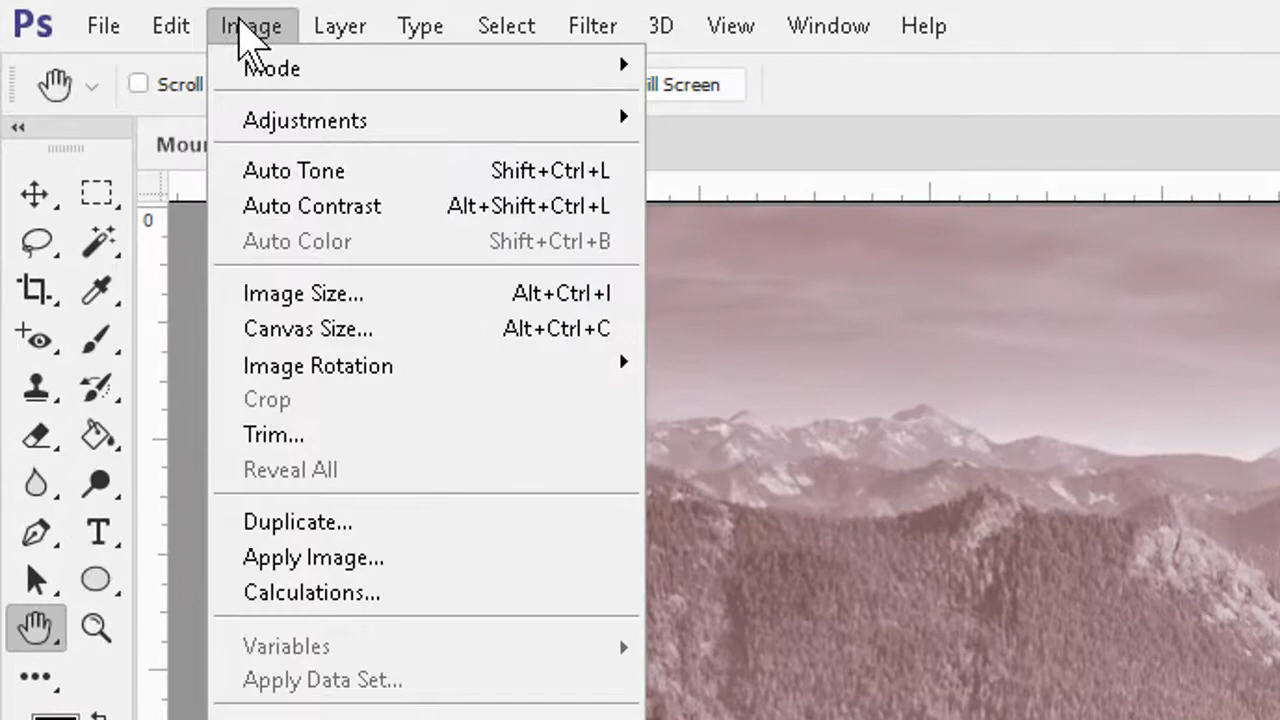 Ps File Edit Image Layer Type Select Filter 3D View Window Help
Scroll ill Screen
Mode
Adjustments
Mour
Auto Tone Shift+Ctrl+L
Auto Contrast Alt+Shift+Ctrl+L
Auto Color Shift+Ctrl+B
0
Image Size... Alt+Ctrl+I
Canvas Size... Alt+Ctrl+C
Image Rotation
Crop
Trim...
Reveal All
Duplicate...
Apply Image...
Calculations...
Variables
Apply Data Set...